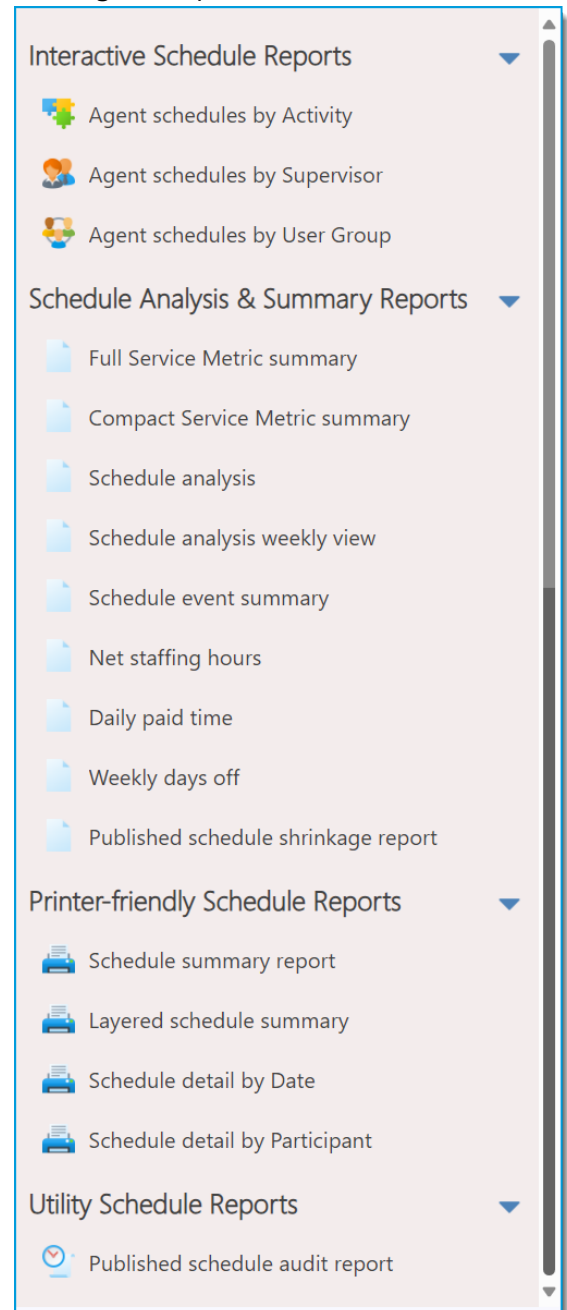 Interactive Schedule Reports
Agent schedules by Activity
Agent schedules by Supervisor
Agent schedules by User Group
Schedule Analysis & Summary Reports
Full Service Metric summary
Compact Service Metric summary
Schedule analysis
Schedule analysis weekly view
Schedule event summary
Net staffing hours
Daily paid time
Weekly days off
Published schedule shrinkage report
Printer-friendly Schedule Reports
Schedule summary report
Layered schedule summary
Schedule detail by Date
Schedule detail by Participant
Utility Schedule Reports
Published schedule audit report